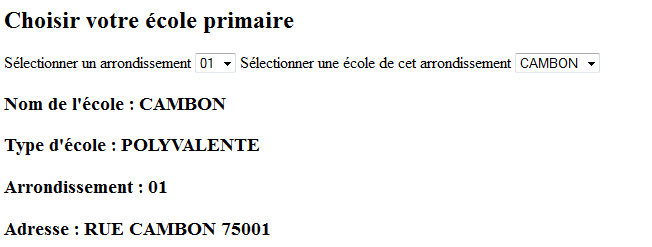 Choisir votre école primaire
Sélectionner un arrondissement 01 Sélectionner une école de cet arrondissement CAMBON
Nom de l'école : CAMBON
Type d'école : POLYVALENTE
Arrondissement : 01
Adresse : RUE CAMBON 75001